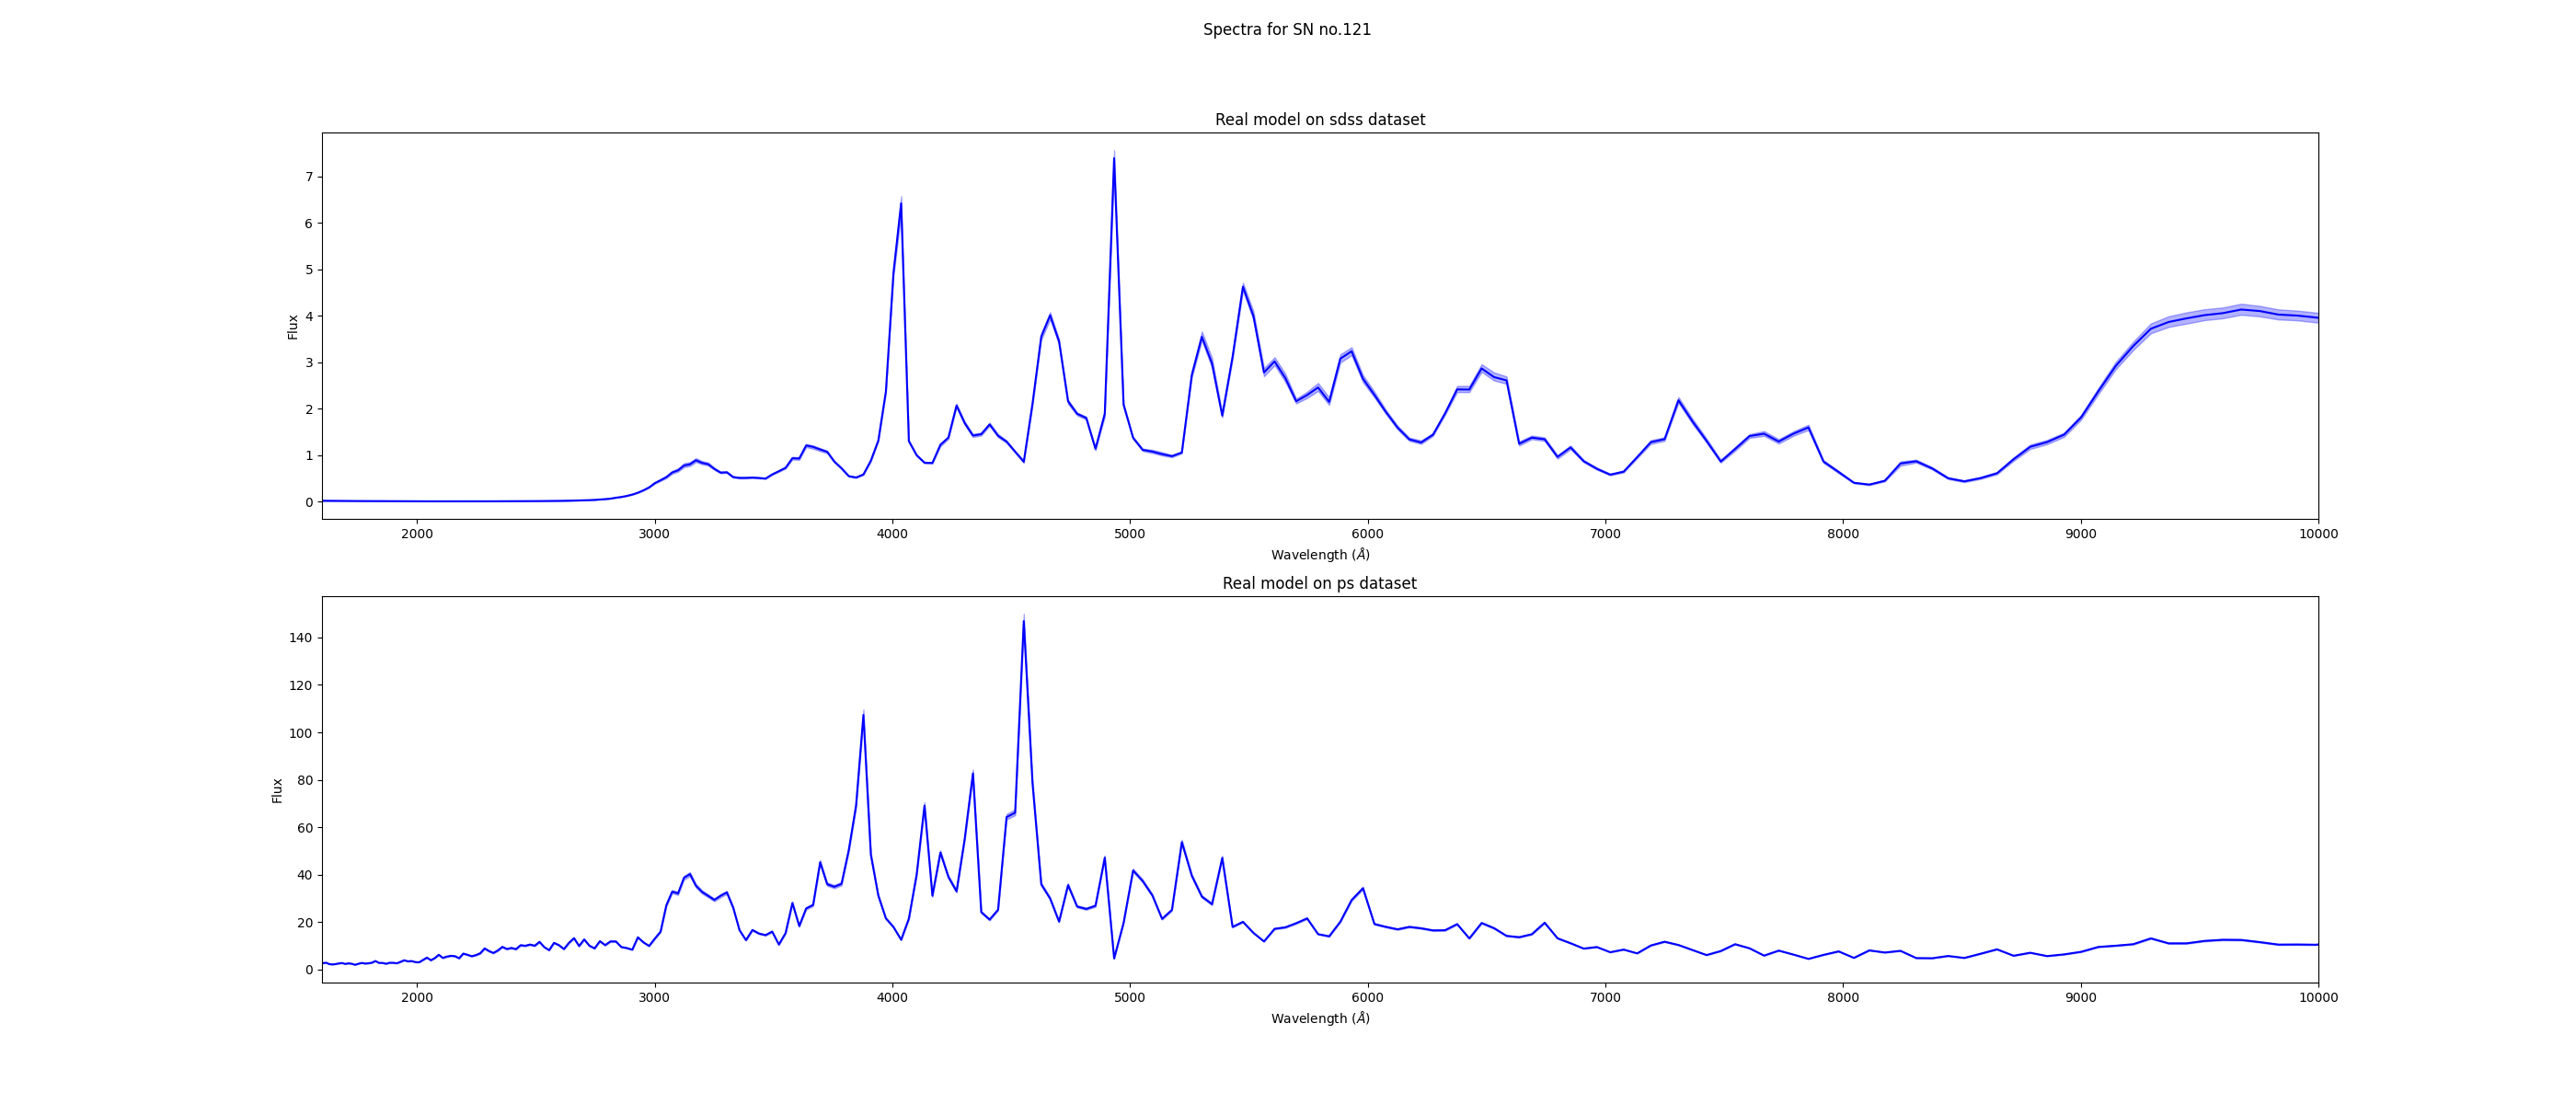 Spectra for SN no.121
Real model on sdss dataset
Flux
7
6
5
4
3
2
1
0
2000 3000 4000 5000 6000 7000 8000 9000 10000
Wavelength (Å)
Real model on ps dataset
Flux
140
120
100
80
60
40
20
0
2000 3000 4000 5000 6000 7000 8000 9000 10000
Wavelength (Å)